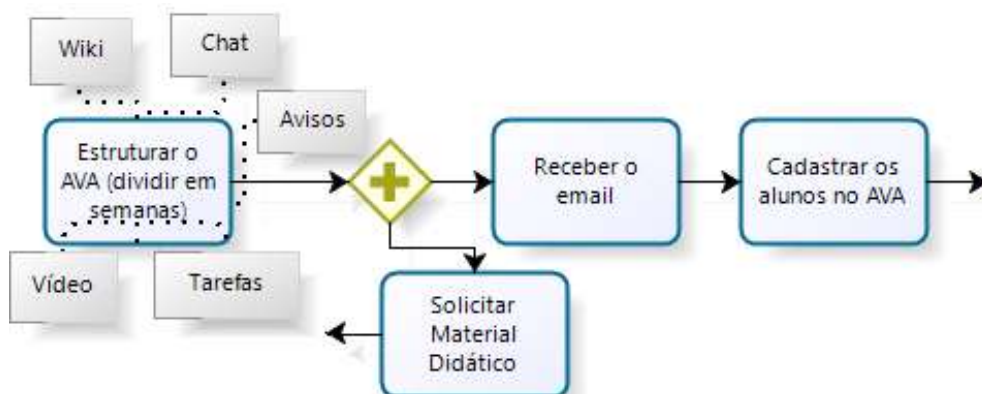 Wiki
Chat
Avisos
Estruturar o
AVA (dividir em
semanas)
Receber o
email
Cadastrar os
alunos no AVA
Vídeo
Tarefas
Solicitar
Material
Didático